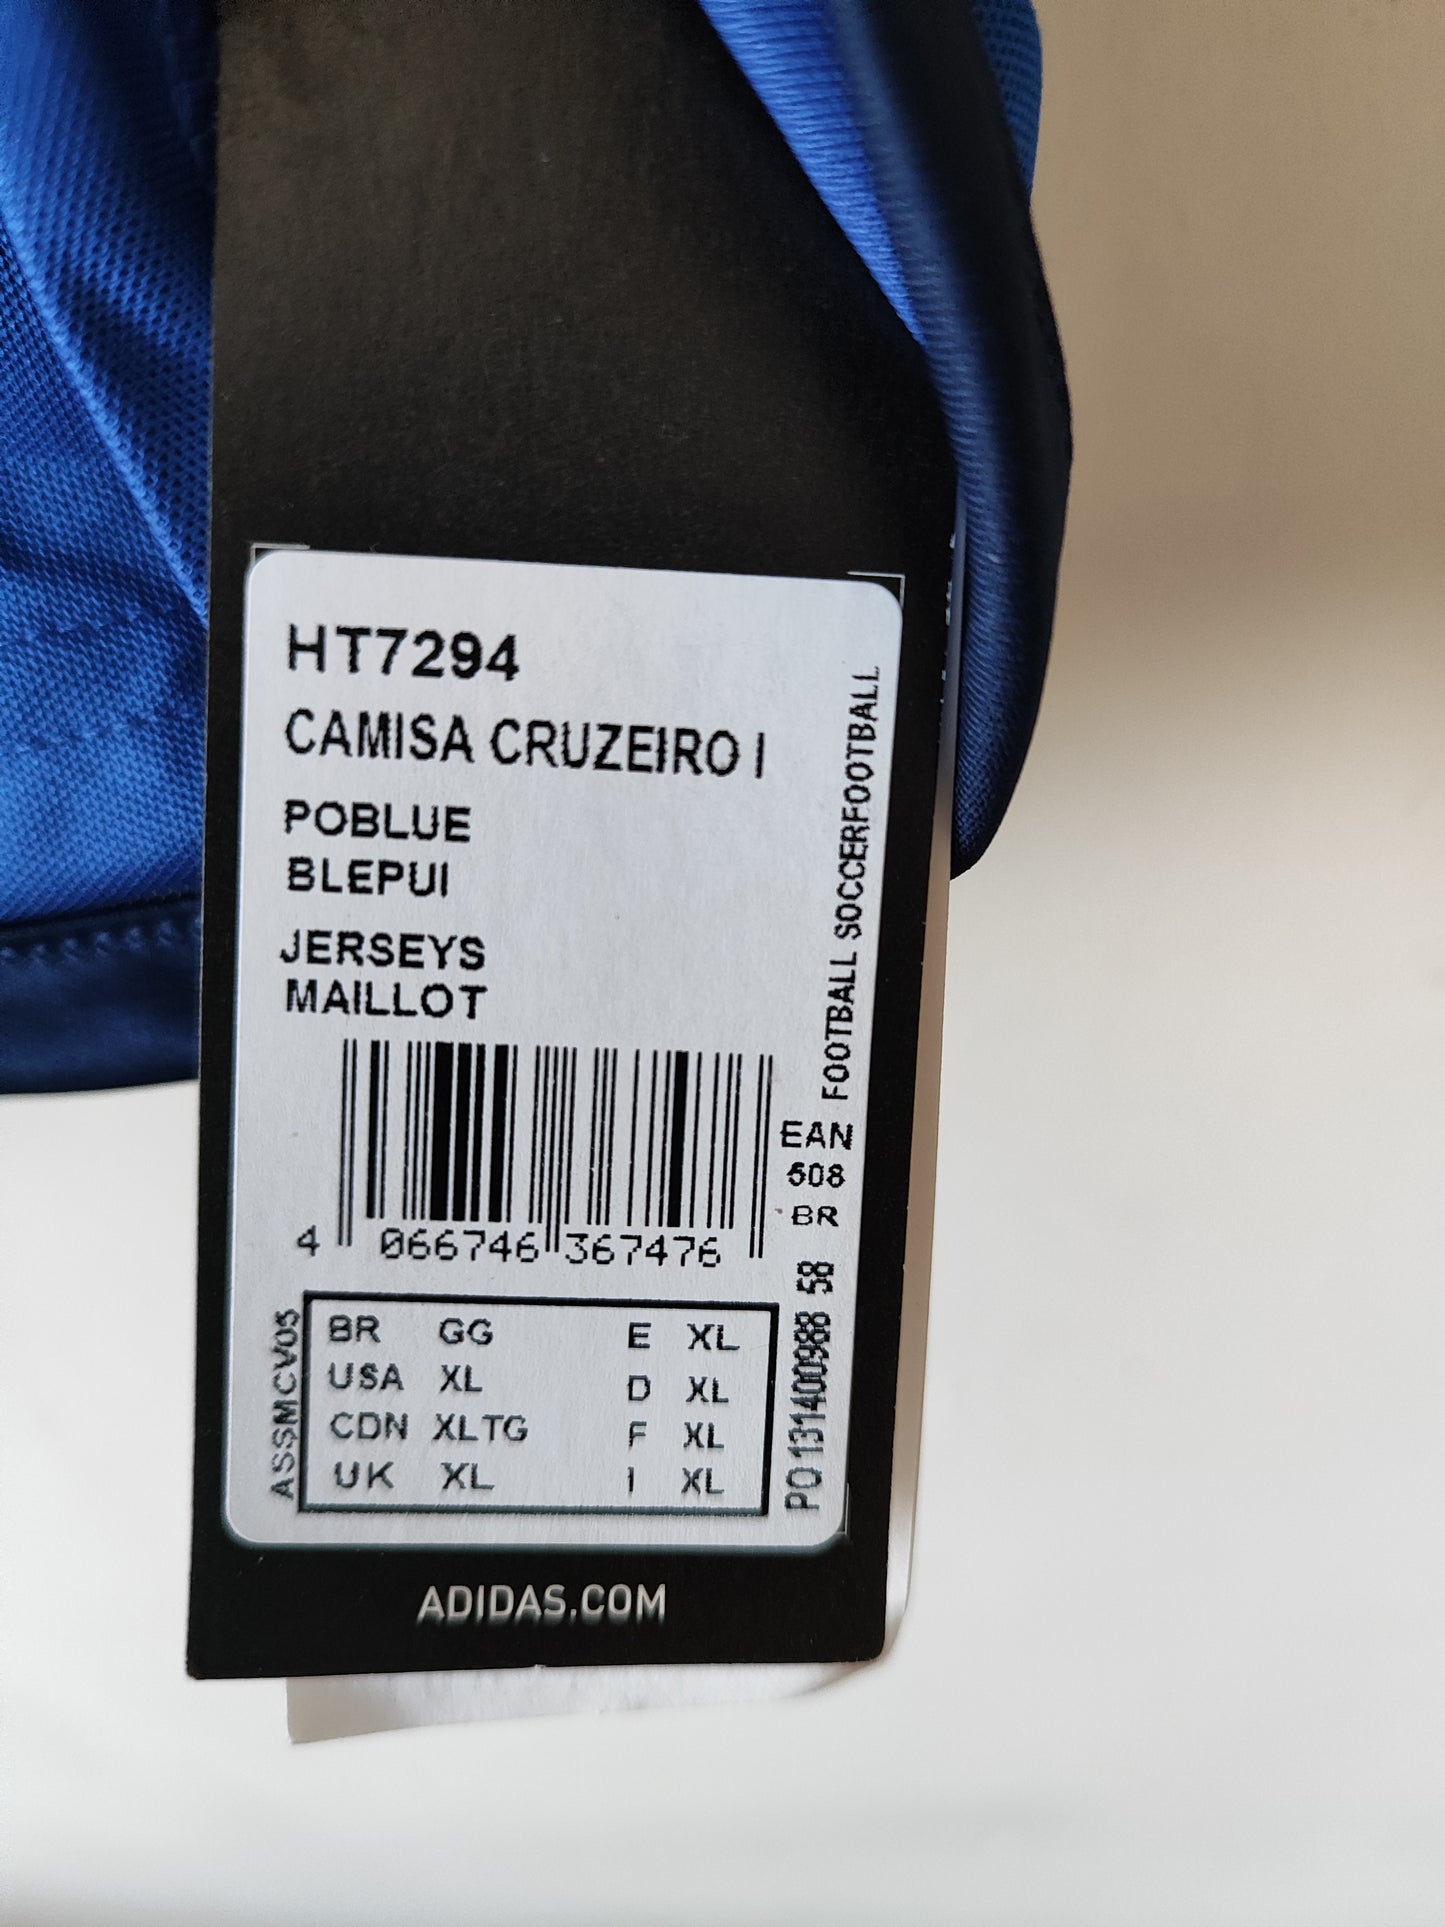 HT7294
CAMISA CRUZEIRO I
POBLUE
BLEPUI
JERSEYS
MAILLOT
FOOTBALL SOCCERFOOTBALL
EAN
508
BR
4 066746 367476
PO 131400988 58
ASSMCV05
BR GG E XL
USA XL D XL
CDN XLTG F XL
UK XL I XL
ADIDAS.COM